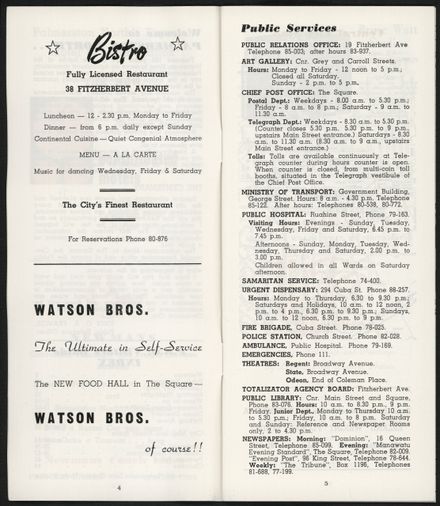 Bistro
Fully Licensed Restaurant
38 FITZHERBERT AVENUE
Luncheon — 12 - 2.30 p.m. Monday to Friday
Dinner — from 6 p.m. daily except Sunday
Continental Cuisine — Quiet Congenial Atmosphere
MENU — A LA CARTE
Music for dancing Wednesday, Friday & Saturday
The City's Finest Restaurant
For Reservations Phone 80-876
WATSON BROS.
The Ultimate in Self-Service
The NEW FOOD HALL in The Square —
WATSON BROS.
of course!!
4
Public Services
PUBLIC RELATIONS OFFICE: 19 Fitzherbert Ave
Telephone 85-003; after hours 83-937.
ART GALLERY: Cnr. Grey and Carroll Streets.
Hours: Monday to Friday - 12 noon to 5 p.m.;
Closed all Saturday.
Sunday - 2 p.m. to 5 p.m.
CHIEF POST OFFICE: The Square.
Postal Dept.: Weekdays - 8.00 a.m. to 5.30 p.m.;
Friday - 8 a.m. to 8 p.m.; Saturday - 9 a.m. to
11.30 a.m.
Telegraph Dept.: Weekdays - 8.30 a.m. to 5.30 p.m.
(Counter closes 5.30 p.m. 5.30 p.m. to 9 p.m.,
upstairs Main Street entrance.) Saturdays - 8.30
a.m. to 11.30 a.m. (8.30 a.m. to 9 a.m., upstairs
Main Street entrance.)
Tolls: Tolls are available continuously at Tele-
graph counter during hours counter is open.
When counter is closed, from multi-coin toll
booths, situated in the Telegraph vestibule of
the Chief Post Office.
MINISTRY OF TRANSPORT: Government Building,
George Street. Hours: 8 a.m. - 4.30 p.m. Telephone
85-122. After hours: Telephones 80-538, 80-772.
PUBLIC HOSPITAL: Ruahine Street, Phone 79-163.
Visiting Hours: Evenings - Sunday, Tuesday,
Wednesday, Friday and Saturday, 6.45 p.m. to
7.45 p.m.
Afternoons - Monday, Tuesday, Wed-
nesday, Thursday and Saturday, 2.00 p.m. to
3.00 p.m.
Children allowed in all Wards on Saturday
afternoon.
SAMARITAN SERVICE: Telephone 74-400.
URGENT DISPENSARY: 294 Cuba St. Phone 88-257.
Hours: Monday to Thursday, 6.30 to 9.30 p.m.;
Saturdays and Holidays, 10 a.m. to 12 noon, 2
p.m. to 4 p.m., 6.30 p.m. to 9.30 p.m.; Sundays,
10 a.m. to 12 noon, 6.30 p.m. to 9 p.m.
FIRE BRIGADE, Cuba Street. Phone 78-025.
POLICE STATION, Church Street. Phone 82-028.
AMBULANCE, Public Hospital. Phone 79-169.
EMERGENCIES, Phone 111.
THEATRES: Regent: Broadway Avenue.
State, Broadway Avenue.
Odeon, End of Coleman Place.
TOTALIZATOR AGENCY BOARD: Fitzherbert Ave.
PUBLIC LIBRARY: Cnr. Main Street and Square,
Phone 83-076. Hours: 10 a.m. to 8.30 p.m., 9 p.m.
Friday. Junior Dept., Monday to Thursday 10 a.m.
to 5.30 p.m.; Friday, 10 a.m. to 8 p.m. Saturday
and Sunday: Reference and Newspaper Rooms
only, 2 to 4.30 p.m.
NEWSPAPERS: Morning: "Dominion", 16 Queen
Street, Telephone 85-099. Evening: "Manawatu
Evening Standard", The Square, Telephone 82-009.
"Evening Post", 96 King Street, Telephone 78-644.
Weekly: "The Tribune", Box 1196, Telephones
81-688, 77-199.
5